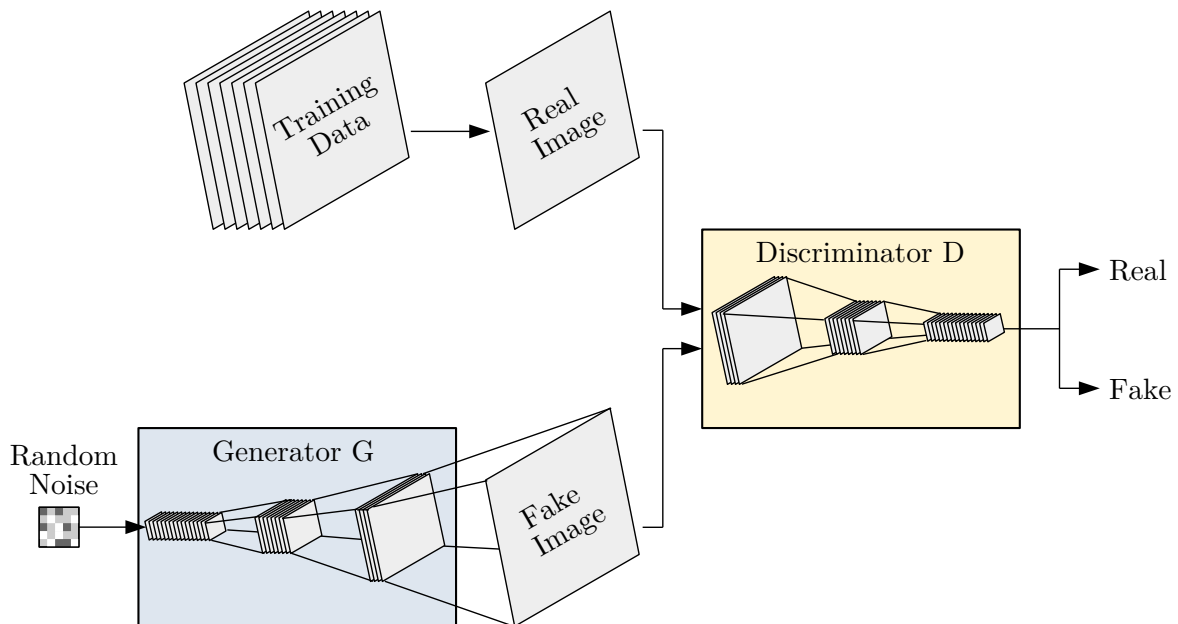 Training
Data
Real
Image
Discriminator D
Real
Fake
Generator G
Random
Noise
Fake
Image